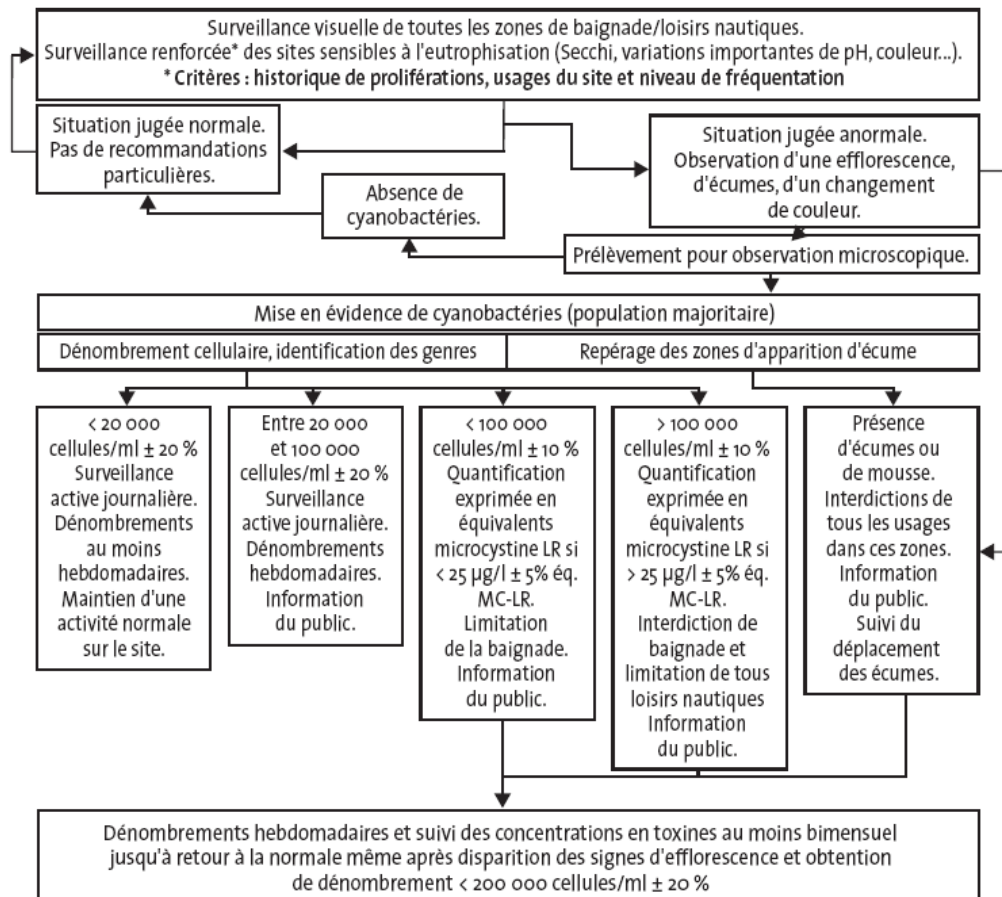 Surveillance visuelle de toutes les zones de baignade/loisirs nautiques.
Surveillance renforcée* des sites sensibles à l'eutrophisation (Secchi, variations importantes de pH, couleur...).
* Critères : historique de proliférations, usages du site et niveau de fréquentation
Situation jugée normale.
Pas de recommandations
particulières.
Situation jugée anormale.
Observation d'une efflorescence,
d'écumes, d'un changement
de couleur.
Absence de
cyanobactéries.
Prélèvement pour observation microscopique.
Mise en évidence de cyanobactéries (population majoritaire)
Dénombrement cellulaire, identification des genres
Repérage des zones d'apparition d'écume
< 20 000
cellules/ml ± 20 %
Surveillance
active journalière.
Dénombrements
au moins
hebdomadaires.
Maintien d'une
activité normale
sur le site.
Entre 20 000
et 100 000
cellules/ml ± 20 %
Surveillance
active journalière.
Dénombrements
hebdomadaires.
Information
du public.
< 100 000
cellules/ml ± 10 %
Quantification
exprimée en
équivalents
microcystine LR si
< 25 µg/l ± 5% éq.
MC-LR.
Limitation
de la baignade.
Information
du public.
> 100 000
cellules/ml ± 10 %
Quantification
exprimée en
équivalents
microcystine LR si
> 25 µg/l ± 5% éq.
MC-LR.
Interdiction de
baignade et
limitation de tous
loisirs nautiques
Information
du public.
Présence
d'écumes ou
de mousse.
Interdictions de
tous les usages
dans ces zones.
Information
du public.
Suivi du
déplacement
des écumes.
Dénombrements hebdomadaires et suivi des concentrations en toxines au moins bimensuel
jusqu'à retour à la normale même après disparition des signes d'efflorescence et obtention
de dénombrement < 200 000 cellules/ml ± 20 %